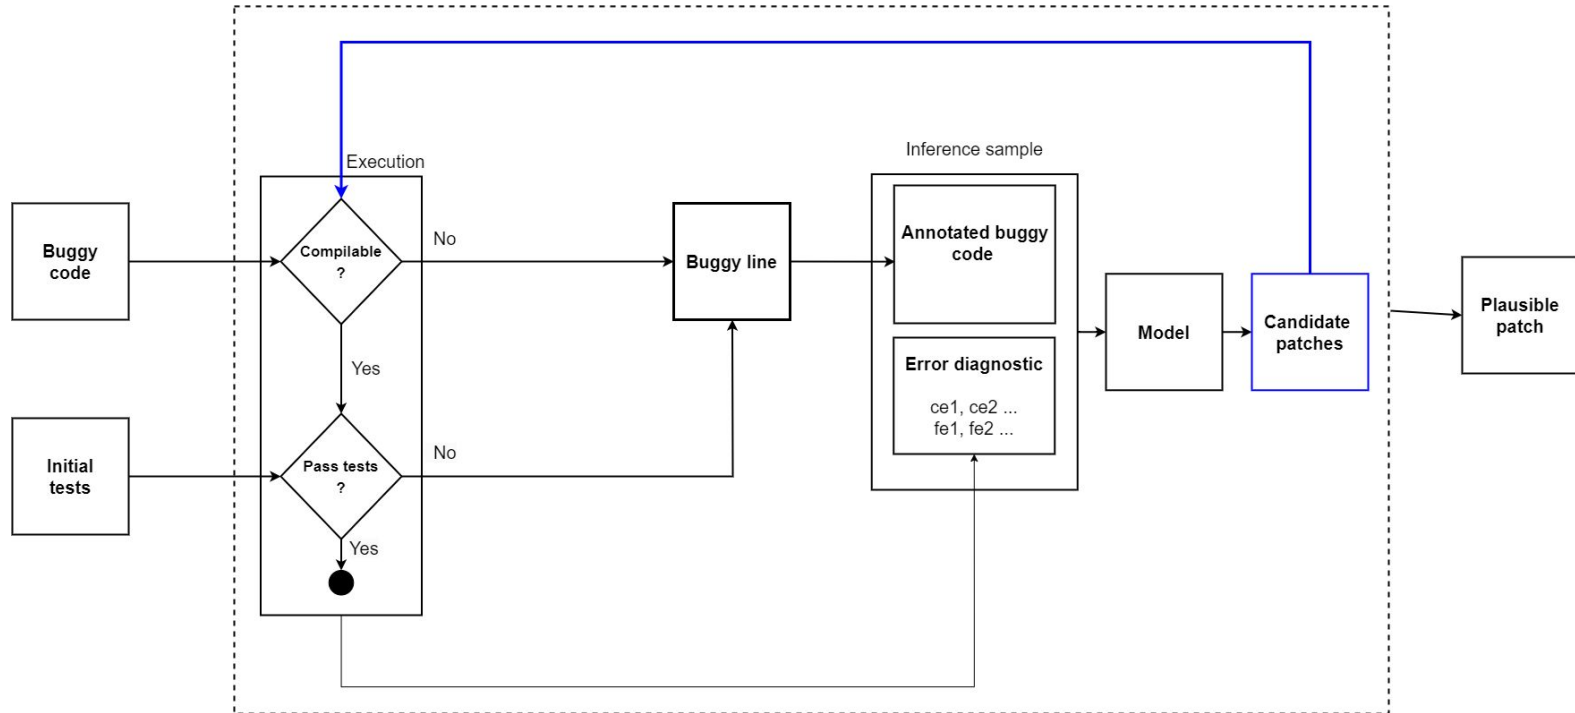 Execution
Inference sample
Buggy
code
Compilable
?
No
Buggy line
Annotated buggy
code
Model
Candidate
patches
Plausible
patch
Yes
Error diagnostic
ce1, ce2 ...
fe1, fe2 ...
Initial
tests
Pass tests
?
No
Yes